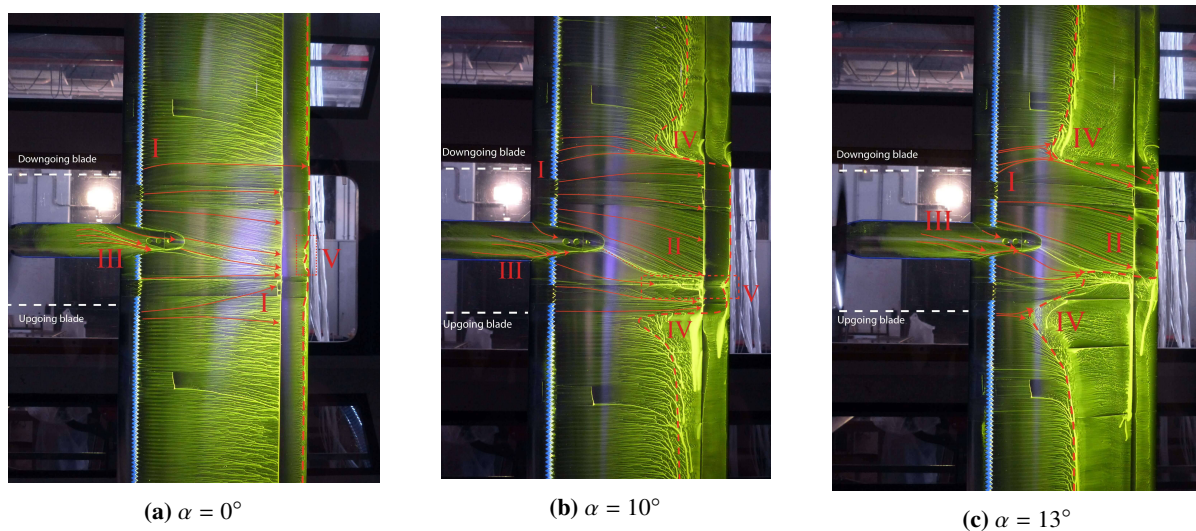 I
Downgoing blade
III
V
I
Upgoing blade
(a) α = 0°
IV
Downgoing blade
I
II
III
V
Upgoing blade
IV
(b) α = 10°
IV
Downgoing blade
I
III
II
Upgoing blade
IV
(c) α = 13°